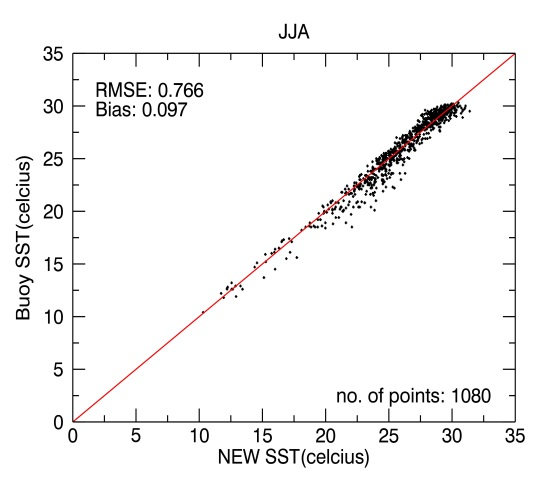 JJA
RMSE: 0.766
Bias: 0.097
35
30
25
20
15
10
5
0
Buoy SST(celcius)
no. of points: 1080
0 5 10 15 20 25 30 35
NEW SST(celcius)